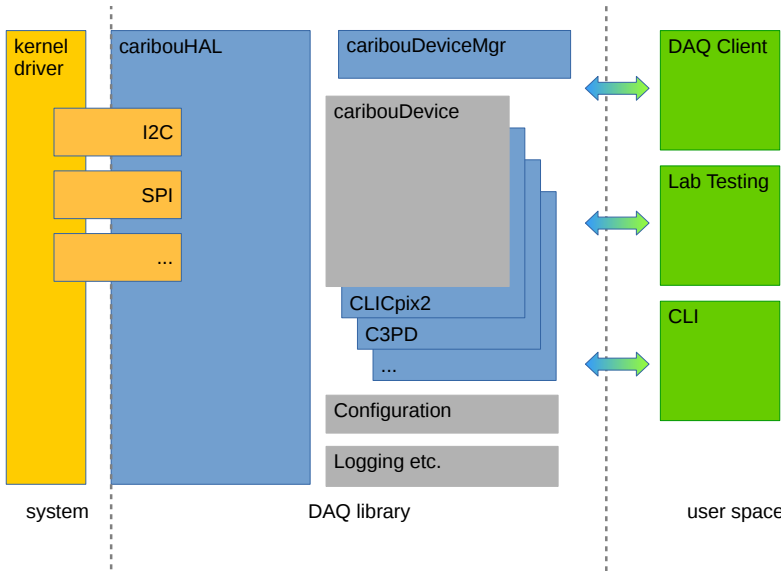 kernel
driver
caribouHAL
caribouDeviceMgr
DAQ Client
caribouDevice
I2C
SPI
...
Lab Testing
CLICpix2
C3PD
...
CLI
Configuration
Logging etc.
system
DAQ library
user space